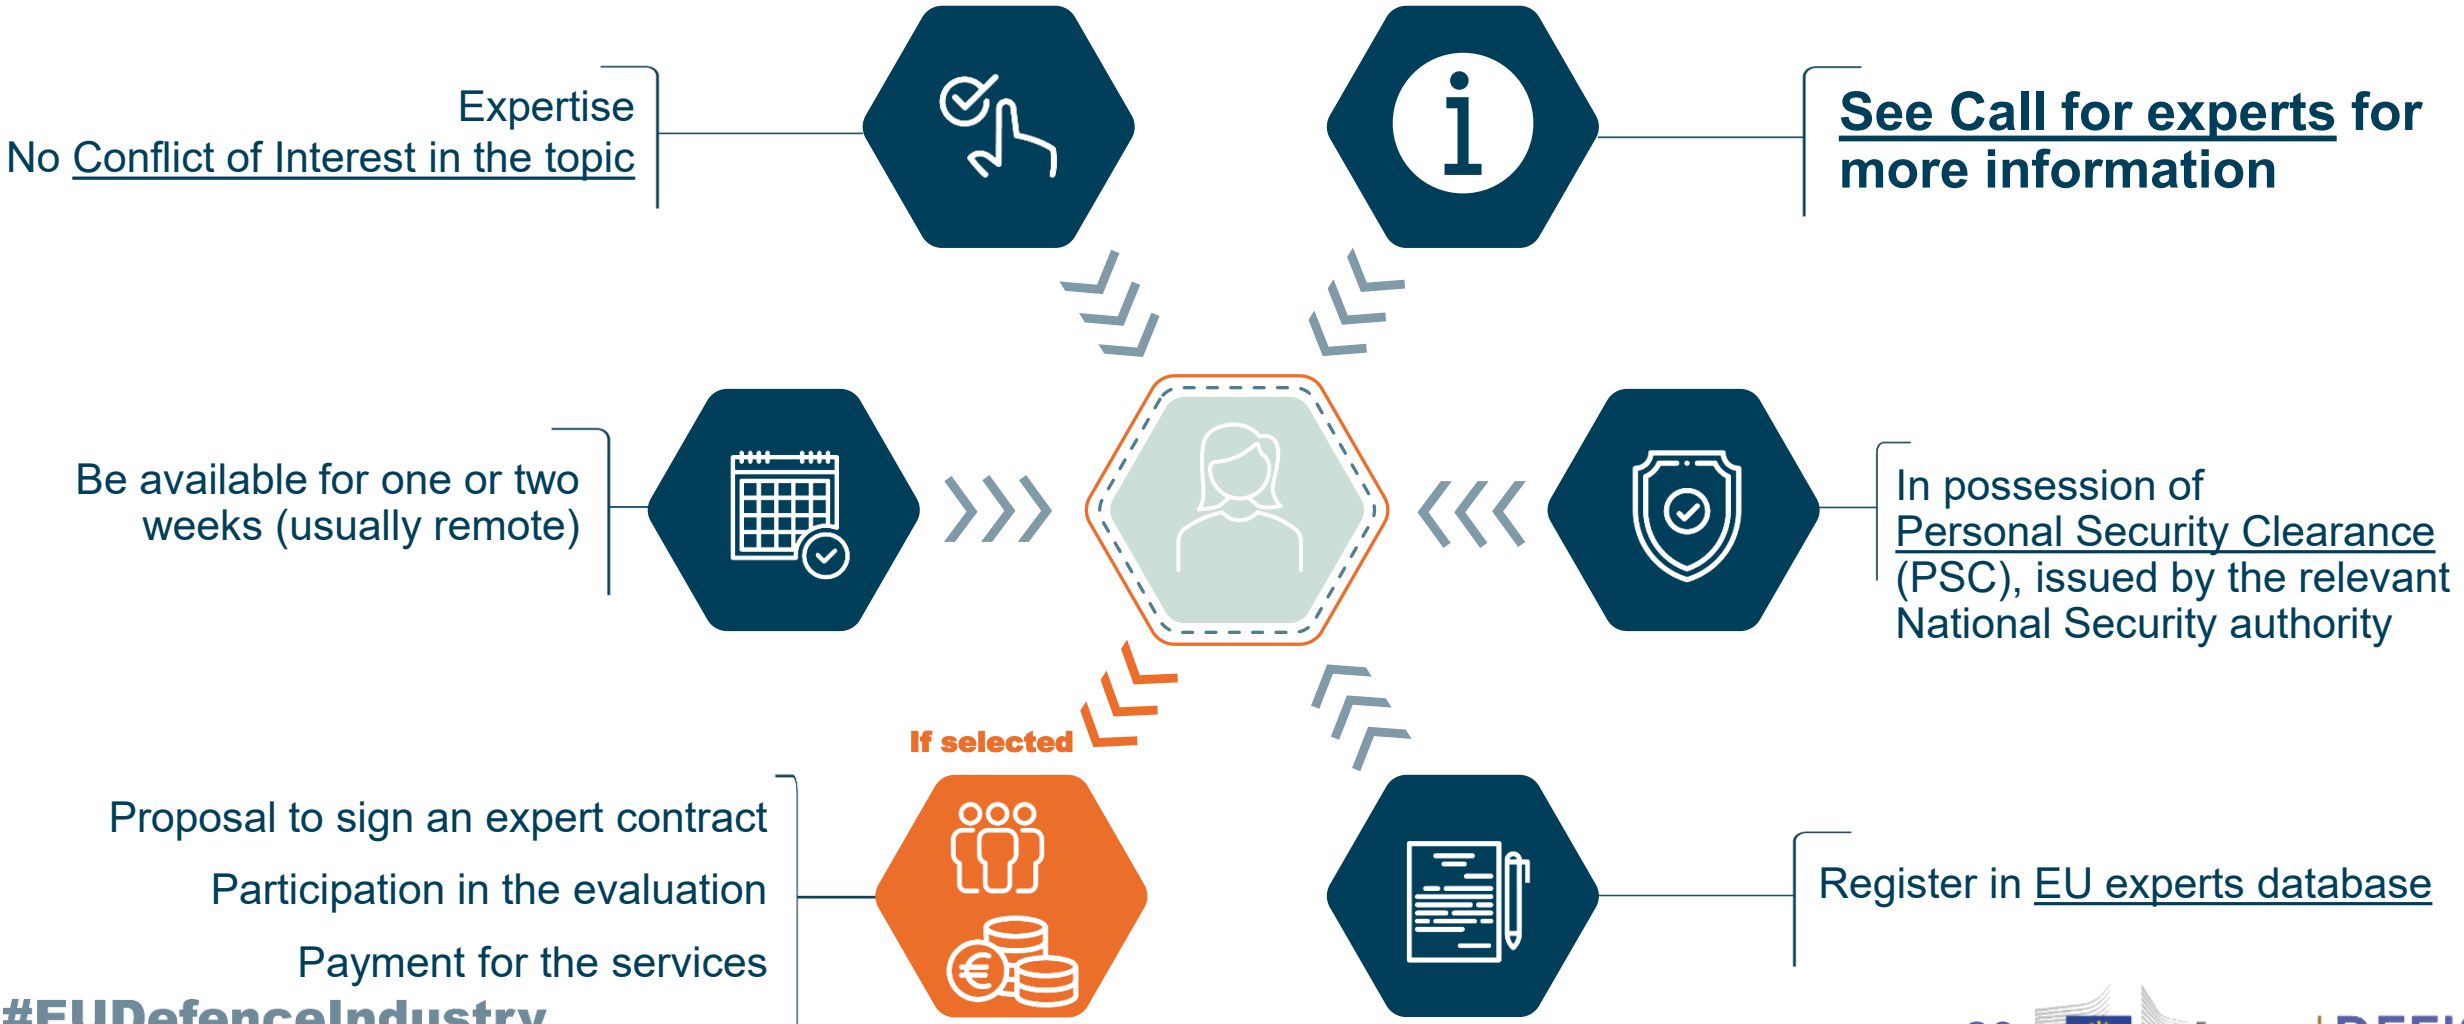 Expertise
No Conflict of Interest in the topic
See Call for experts for
more information
Be available for one or two
weeks (usually remote)
In possession of
Personal Security Clearance
(PSC), issued by the relevant
National Security authority
If selected
Proposal to sign an expert contract
Participation in the evaluation
Payment for the services
Register in EU experts database
#EUDefenceIndustry